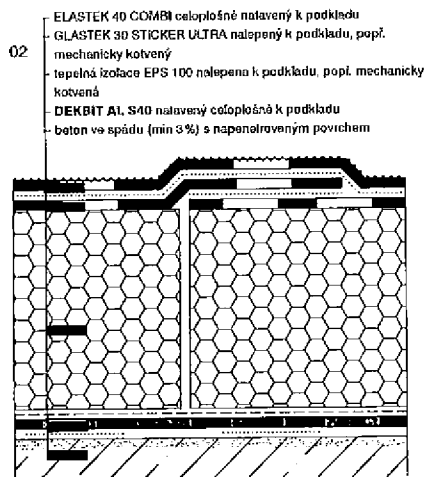 ELASTEK 40 COMBI celoplošně natavený k podkladu
GLASTEK 30 STICKER ULTRA nalepený k podkladu, popř.
02
mechanicky kotvený
tepelná izolace EPS 100 nalepena k podkladu, popř. mechanicky
kotvená
DEKBIT AL S40 natavený celoplošně k podkladu
beton ve spádu (min 3%) s napenetrovaným povrchem